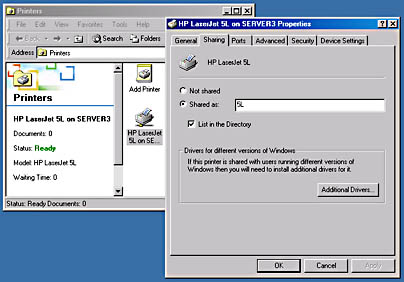 Printers
File Edit View Favorites Tools Help
Back Search Folders
Address Printers
Printers
HP LaserJet 5L on SERVER3
Documents: 0
Status: Ready
Model: HP LaserJet 5L
Waiting Time: 0
Add Printer
HP LaserJet
5L on SE...
Status: Ready Documents: 0
HP LaserJet 5L on SERVER3 Properties
General Sharing Ports Advanced Security Device Settings
HP LaserJet 5L
Not shared
Shared as: 5L
List in the Directory
Drivers for different versions of Windows
If this printer is shared with users running different versions of
Windows then you will need to install additional drivers for it.
Additional Drivers...
OK Cancel Apply